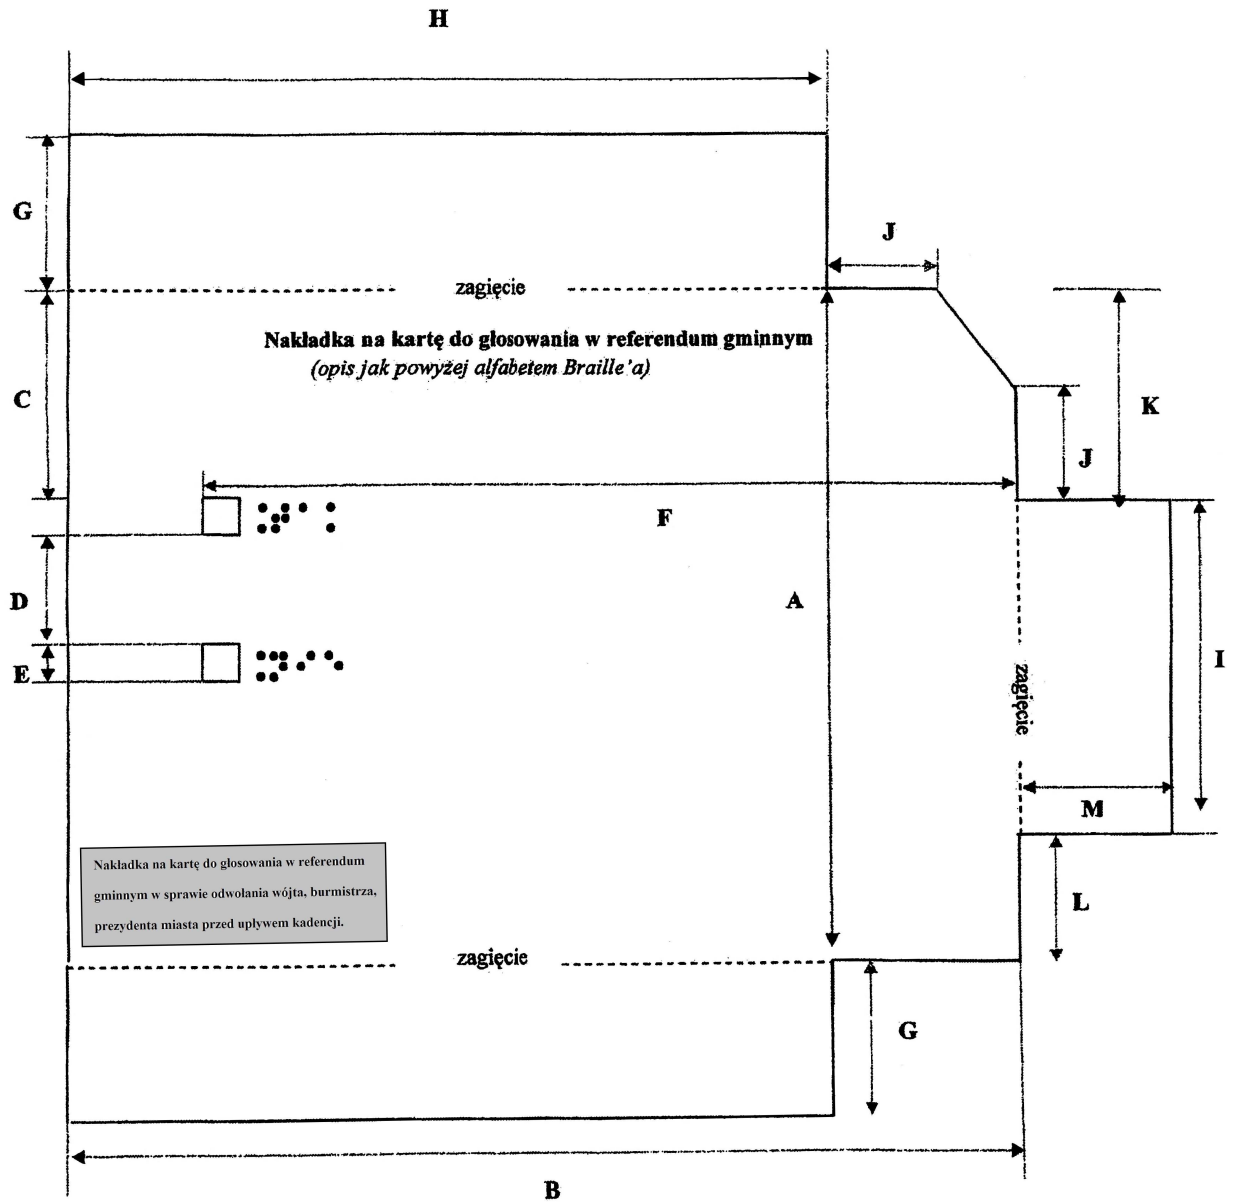 H
G
J
zagięcie
Nakładka na kartę do głosowania w referendum gminnym
(opis jak powyżej alfabetem Braille'a)
C
K
J
F
D
A
E
I
zagięcie
M
Nakładka na kartę do głosowania w referendum
gminnym w sprawie odwołania wójta, burmistrza,
prezydenta miasta przed upływem kadencji.
L
zagięcie
G
B